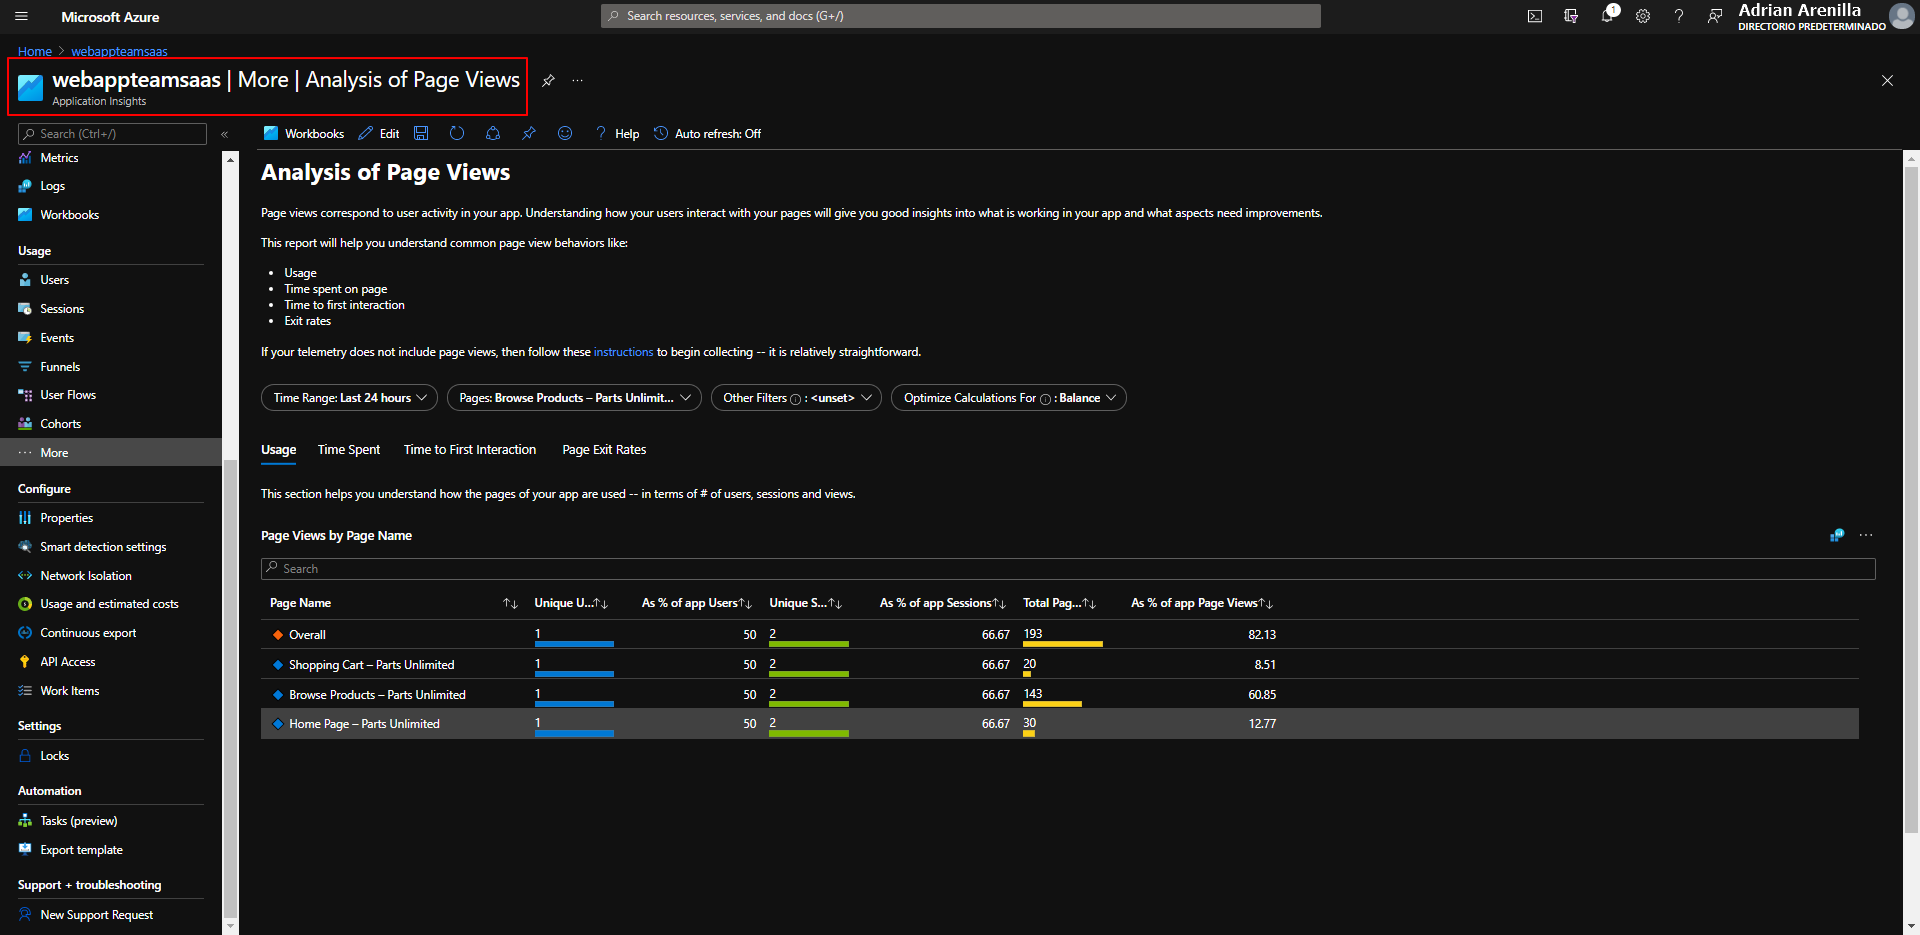 Microsoft Azure
Search resources, services, and docs (G+/)
1
Adrian Arenilla
DIRECTORIO PREDETERMINADO
Home > webappteamsaas
webappteamsaas | More | Analysis of Page Views
Application Insights
Search (Ctrl+/)
Metrics
Logs
Workbooks
Usage
Users
Sessions
Events
Funnels
User Flows
Cohorts
More
Configure
Properties
Smart detection settings
Network Isolation
Usage and estimated costs
Continuous export
API Access
Work Items
Settings
Locks
Automation
Tasks (preview)
Export template
Support + troubleshooting
New Support Request
Workbooks Edit ? Help Auto refresh: Off
Analysis of Page Views
Page views correspond to user activity in your app. Understanding how your users interact with your pages will give you good insights into what is working in your app and what aspects need improvements.
This report will help you understand common page view behaviors like:
• Usage
• Time spent on page
• Time to first interaction
• Exit rates
If your telemetry does not include page views, then follow these instructions to begin collecting -- it is relatively straightforward.
Time Range: Last 24 hours Pages: Browse Products – Parts Unlimit... Other Filters : <unset> Optimize Calculations For : Balance
Usage Time Spent Time to First Interaction Page Exit Rates
This section helps you understand how the pages of your app are used -- in terms of # of users, sessions and views.
Page Views by Page Name
Search
Page Name Unique U... As % of app Users Unique S... As % of app Sessions Total Pag... As % of app Page Views
Overall 1 50 2 66.67 193 82.13
Shopping Cart – Parts Unlimited 1 50 2 66.67 20 8.51
Browse Products – Parts Unlimited 1 50 2 66.67 143 60.85
Home Page – Parts Unlimited 1 50 2 66.67 30 12.77